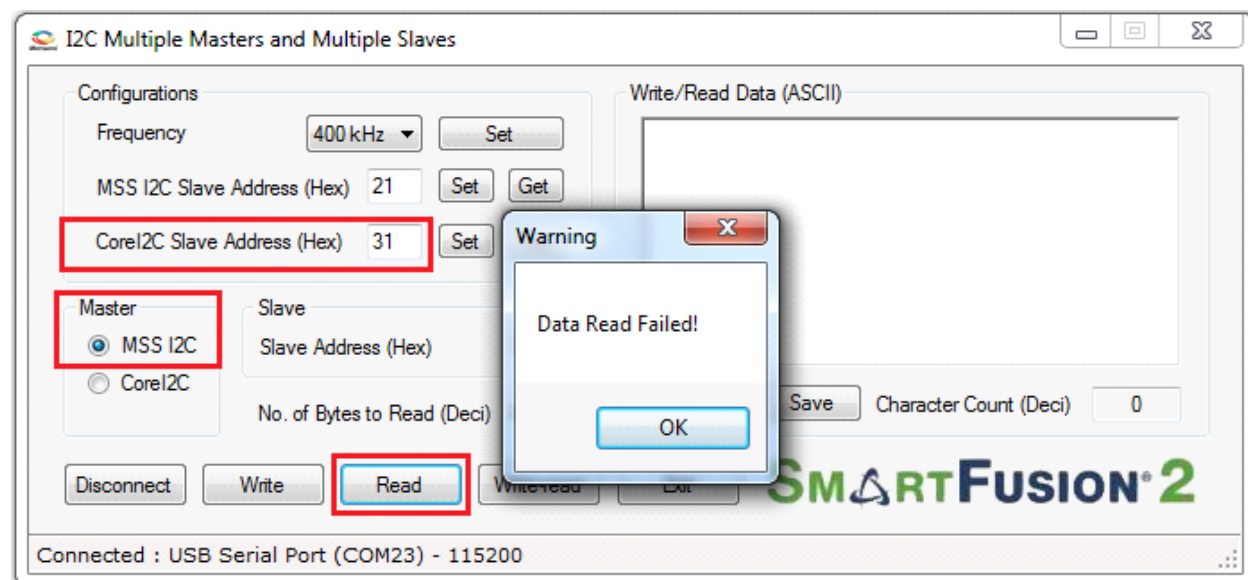 I2C Multiple Masters and Multiple Slaves
Configurations
Frequency 400 kHz Set
MSS I2C Slave Address (Hex) 21 Set Get
CoreI2C Slave Address (Hex) 31 Set
Master
MSS I2C
CoreI2C
Slave
Slave Address (Hex)
No. of Bytes to Read (Deci)
Write/Read Data (ASCII)
Warning
Data Read Failed!
OK
Save Character Count (Deci) 0
Disconnect Write Read
SMARTFUSION® 2
Connected : USB Serial Port (COM23) - 115200